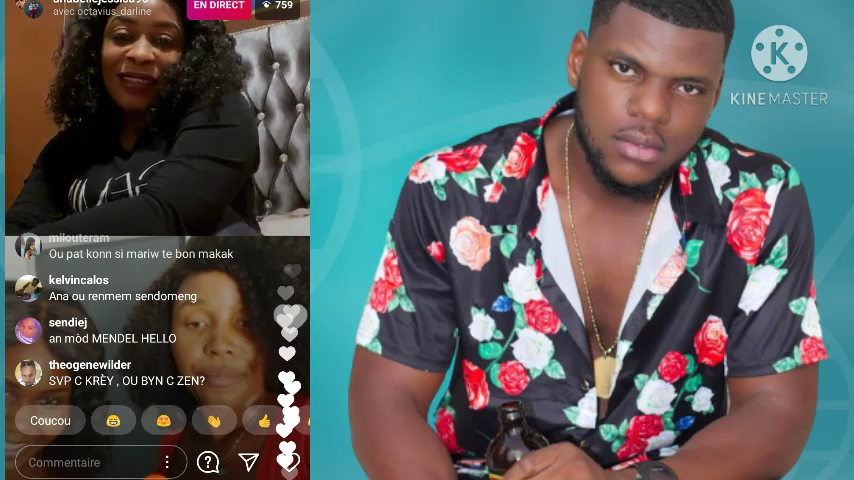 avec octavius_darline
EN DIRECT
759
milouteram
Ou pat konn si mariw te bon makak
kelvincalos
Ana ou renmem sendomeng
sendiej
an mòd MENDEL HELLO
theogenewilder
SVP C KRÈY , OU BYN C ZEN?
Coucou
Commentaire
K
KINEMASTER